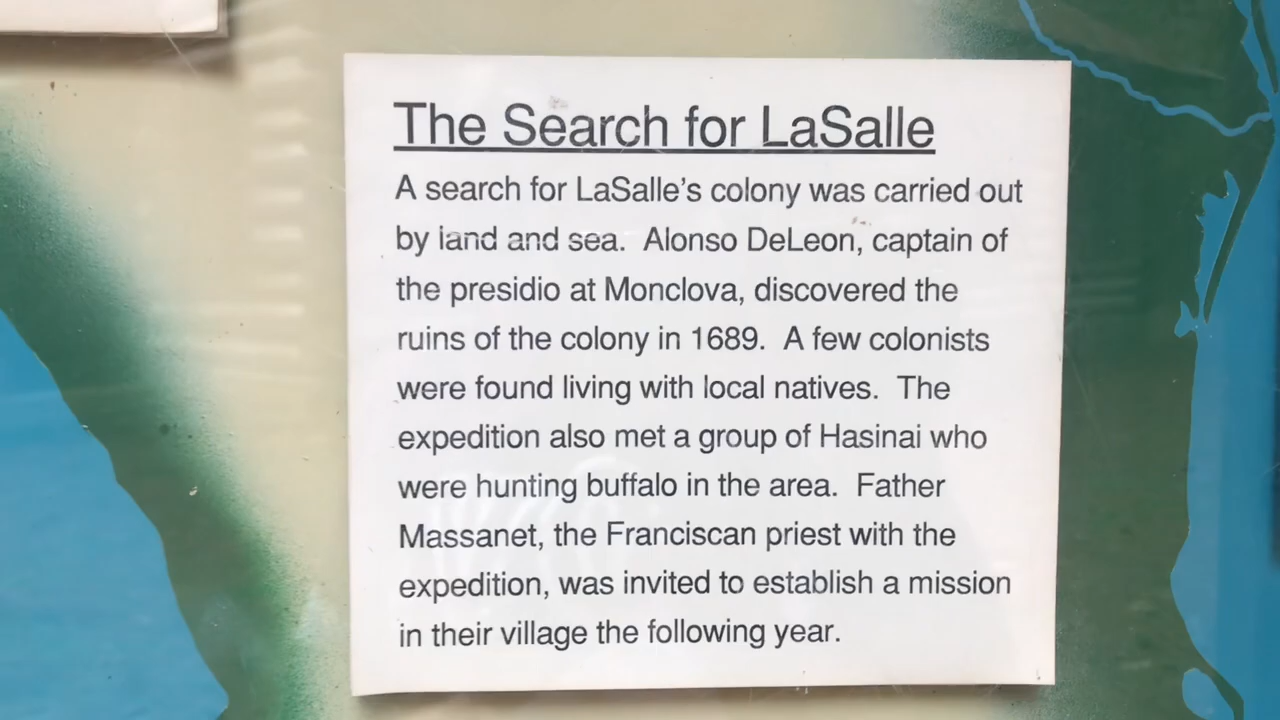 The Search for LaSalle
A search for LaSalle's colony was carried out
by land and sea.  Alonso DeLeon, captain of
the presidio at Monclova, discovered the
ruins of the colony in 1689.  A few colonists
were found living with local natives.  The
expedition also met a group of Hasinai who
were hunting buffalo in the area.  Father
Massanet, the Franciscan priest with the
expedition, was invited to establish a mission
in their village the following year.